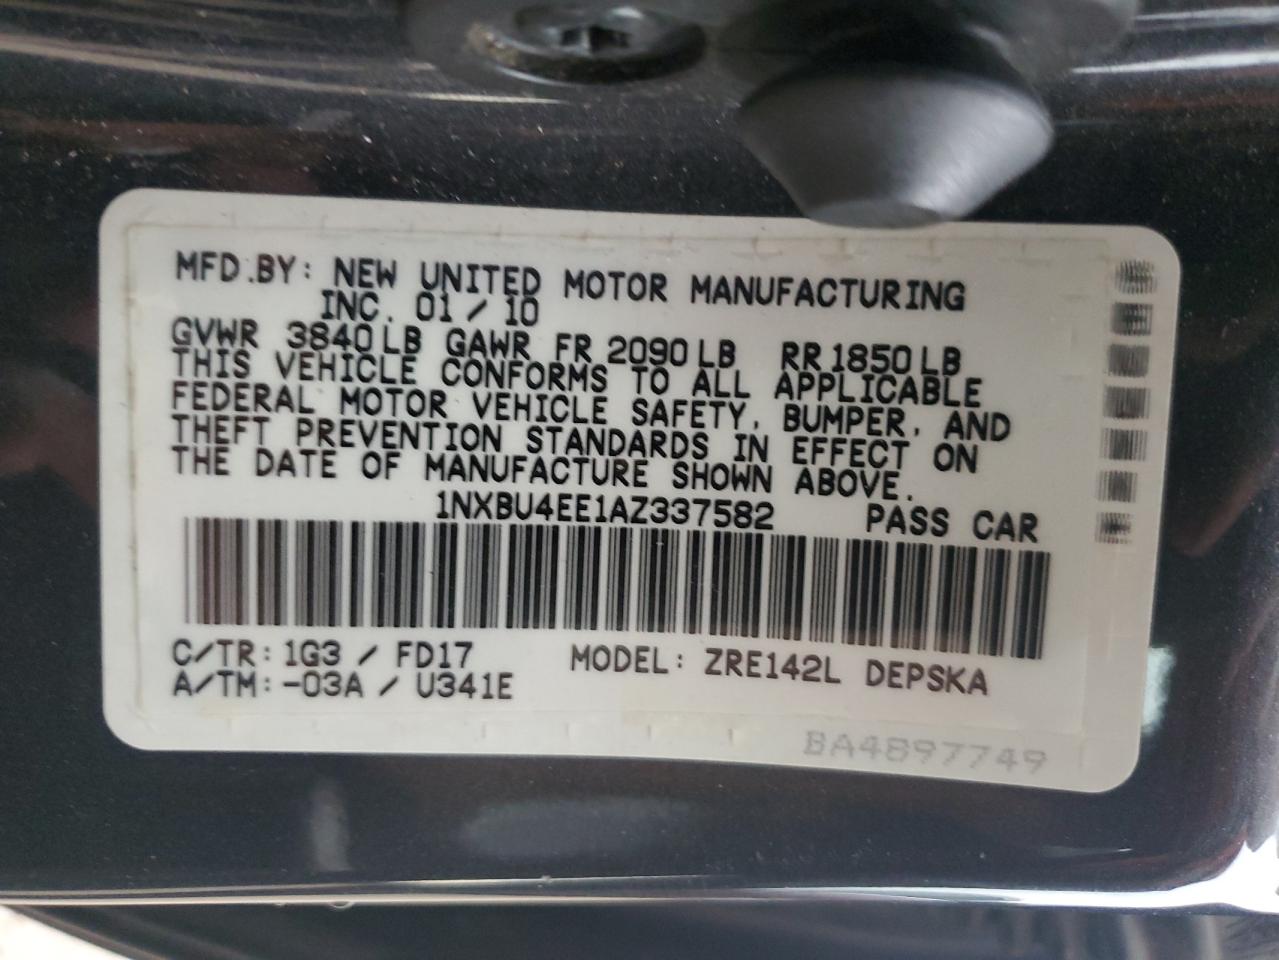 MFD.BY: NEW UNITED MOTOR MANUFACTURING
INC. 01 / 10
GVWR 3840LB GAWR FR 2090LB RR1850LB
THIS VEHICLE CONFORMS TO ALL APPLICABLE
FEDERAL MOTOR VEHICLE SAFETY, BUMPER, AND
THEFT PREVENTION STANDARDS IN EFFECT ON
THE DATE OF MANUFACTURE SHOWN ABOVE.
1NXBU4EE1AZ337582 PASS CAR
C/TR: 1G3 / FD17 MODEL: ZRE142L DEPSKA
A/TM: -03A / U341E
BA4897749